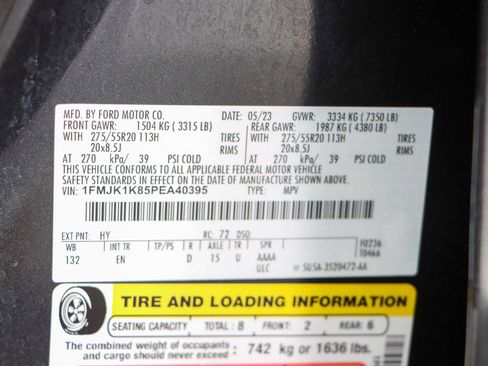 MFD. BY FORD MOTOR CO. DATE: 05/23 GVWR: 3334 KG ( 7350 LB)
FRONT GAWR: 1504 KG ( 3315 LB) REAR GAWR: 1987 KG ( 4380 LB)
WITH 275/55R20 113H TIRES WITH 275/55R20 113H TIRES
20x8.5J RIMS 20x8.5J RIMS
AT 270 kPa/ 39 PSI COLD AT 270 kPa/ 39 PSI COLD
THIS VEHICLE CONFORMS TO ALL APPLICABLE FEDERAL MOTOR VEHICLE
SAFETY STANDARDS IN EFFECT ON THE DATE OF MANUFACTURE SHOWN ABOVE.
VIN: 1FMJK1K85PEA40395 TYPE: MPV
EXT PNT: HY RC: 72 DSO:
WB INT TR TP/PS R AXLE TR SPR F0236
132 EN D 15 U AAAA 10466
ULC 5U5A-3520472-AA
TIRE AND LOADING INFORMATION
SEATING CAPACITY TOTAL: 8 FRONT: 2 REAR: 6
The combined weight of occupants
and cargo should never exceed: 742 kg or 1636 lbs.